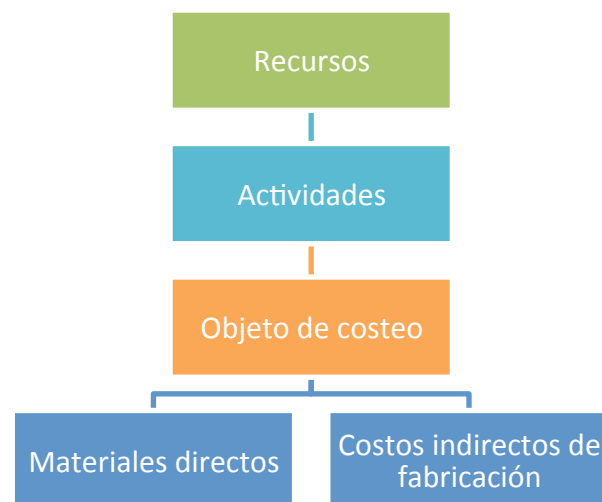 Recursos
Actividades
Objeto de costeo
Materiales directos
Costos indirectos de
fabricación